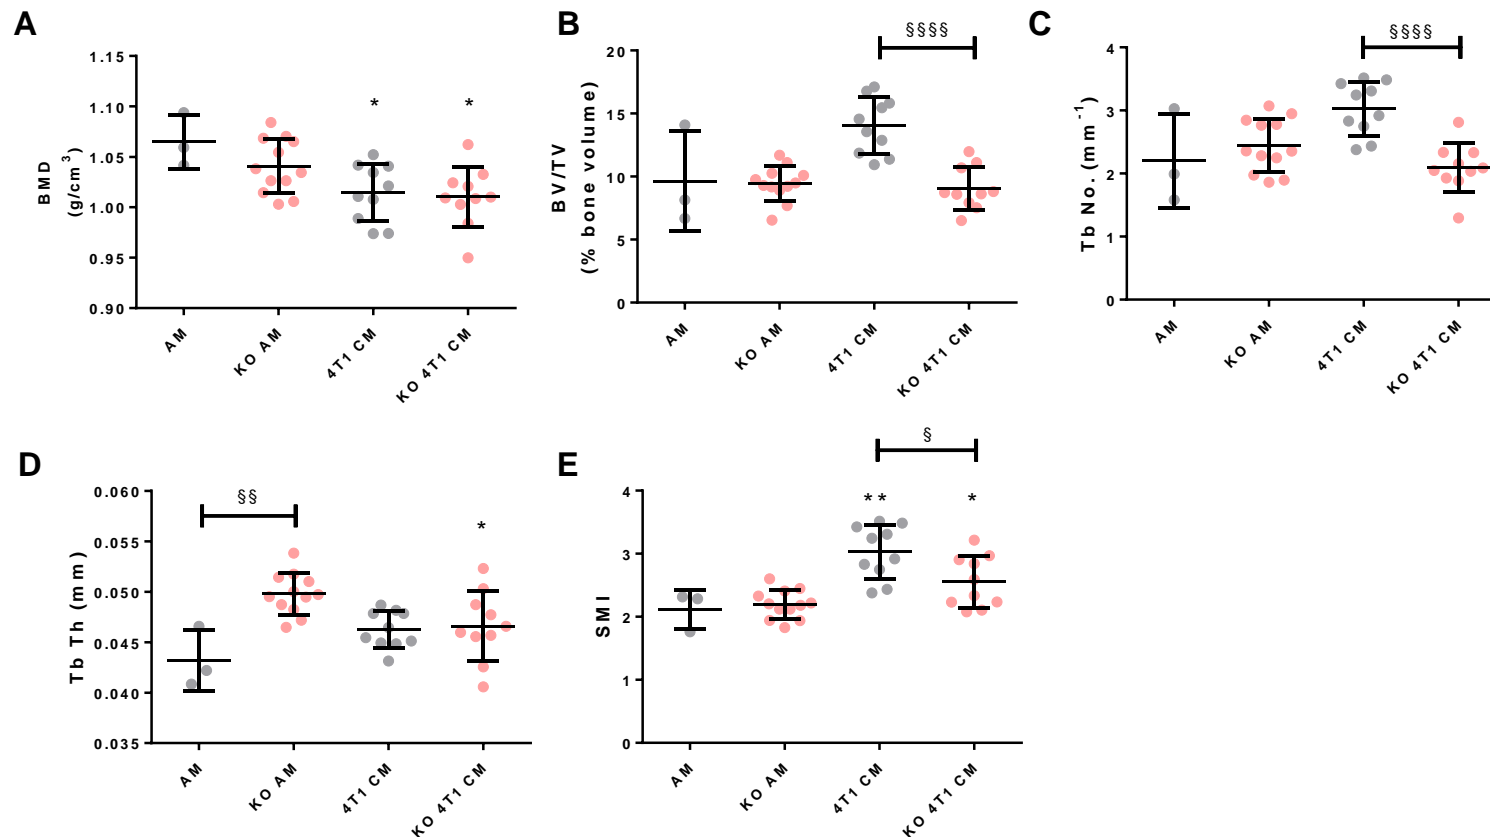 A
BMD
(g/cm³)
1.15
1.10
1.05
1.00
0.95
0.90
*
*
AM
KO AM
4T1 CM
KO 4T1 CM
B
BV/TV
(% bone volume)
20
15
10
5
0
§§§§
AM
KO AM
4T1 CM
KO 4T1 CM
C
Tb No. (mm⁻¹)
4
3
2
1
0
§§§§
AM
KO AM
4T1 CM
KO 4T1 CM
D
Tb Th (mm)
0.060
0.055
0.050
0.045
0.040
0.035
§§
*
AM
KO AM
4T1 CM
KO 4T1 CM
E
SMI
4
3
2
1
0
§
**
*
AM
KO AM
4T1 CM
KO 4T1 CM